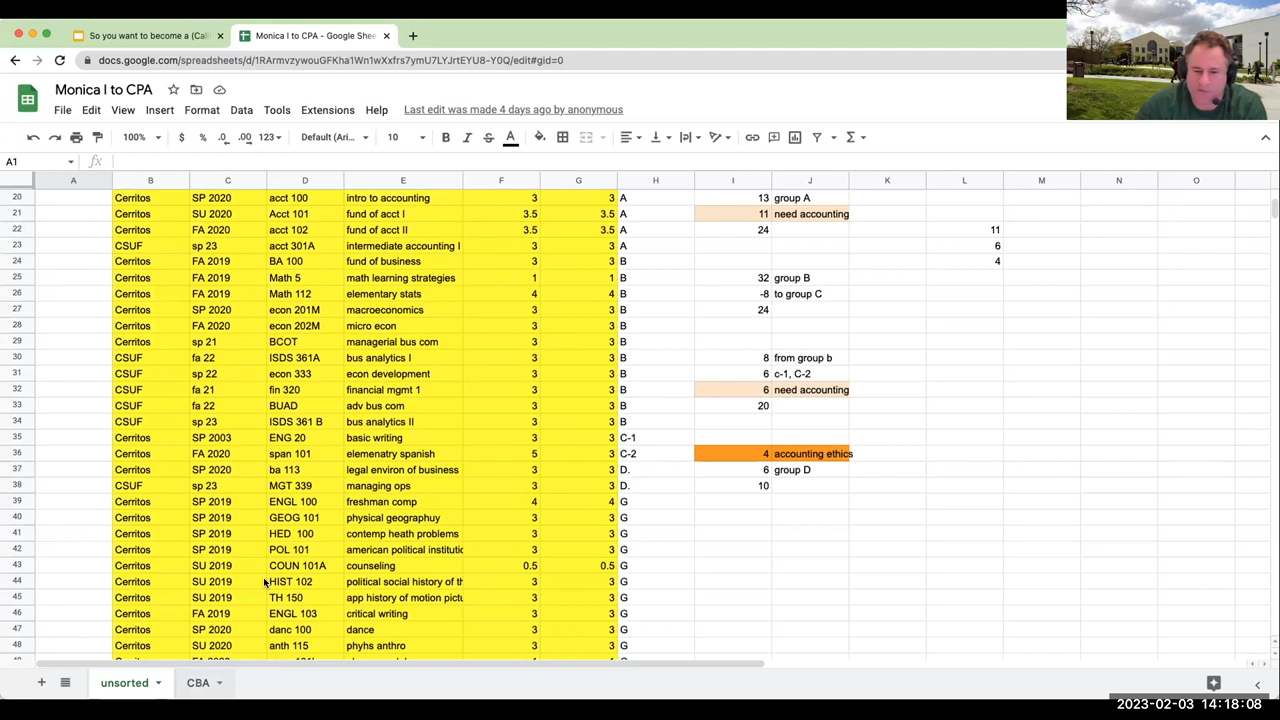 So you want to become a (Cali
Monica I to CPA - Google Shee
docs.google.com/spreadsheets/d/1RArmvzywouGFKha1Wn1wXxfrs7ymU7LYJrtEYU8-Y0Q/edit#gid=0
Monica I to CPA
File Edit View Insert Format Data Tools Extensions Help Last edit was made 4 days ago by anonymous
100% $ % .0 .00 123 Default (Ari... 10 B I S A
A1 fx
A B C D E F G H I J K L M N O
20 Cerritos SP 2020 acct 100 intro to accounting 3 3 A 13 group A
21 Cerritos SU 2020 Acct 101 fund of acct I 3.5 3.5 A 11 need accounting
22 Cerritos FA 2020 acct 102 fund of acct II 3.5 3.5 A 24 11
23 CSUF sp 23 acct 301A intermediate accounting I 3 3 A 6
24 Cerritos FA 2019 BA 100 fund of business 3 3 B 4
25 Cerritos FA 2019 Math 5 math learning strategies 1 1 B 32 group B
26 Cerritos FA 2019 Math 112 elementary stats 4 4 B -8 to group C
27 Cerritos SP 2020 econ 201M macroeconomics 3 3 B 24
28 Cerritos FA 2020 econ 202M micro econ 3 3 B
29 Cerritos sp 21 BCOT managerial bus com 3 3 B
30 CSUF fa 22 ISDS 361A bus analytics I 3 3 B 8 from group b
31 CSUF sp 22 econ 333 econ development 3 3 B 6 c-1, C-2
32 CSUF fa 21 fin 320 financial mgmt 1 3 3 B 6 need accounting
33 CSUF fa 22 BUAD adv bus com 3 3 B 20
34 CSUF sp 23 ISDS 361 B bus analytics II 3 3 B
35 Cerritos SP 2003 ENG 20 basic writing 3 3 C-1
36 Cerritos FA 2020 span 101 elemenatry spanish 5 3 C-2 4 accounting ethics
37 Cerritos SP 2020 ba 113 legal environ of business 3 3 D. 6 group D
38 CSUF sp 23 MGT 339 managing ops 3 3 D. 10
39 Cerritos SP 2019 ENGL 100 freshman comp 4 4 G
40 Cerritos SP 2019 GEOG 101 physical geographuy 3 3 G
41 Cerritos SP 2019 HED 100 contemp heath problems 3 3 G
42 Cerritos SP 2019 POL 101 american political institutic 3 3 G
43 Cerritos SU 2019 COUN 101A counseling 0.5 0.5 G
44 Cerritos SU 2019 HIST 102 political social history of th 3 3 G
45 Cerritos SU 2019 TH 150 app history of motion pictu 3 3 G
46 Cerritos FA 2019 ENGL 103 critical writing 3 3 G
47 Cerritos SP 2020 danc 100 dance 3 3 G
48 Cerritos SU 2020 anth 115 phyhs anthro 3 3 G
unsorted CBA
2023-02-03 14:18:08